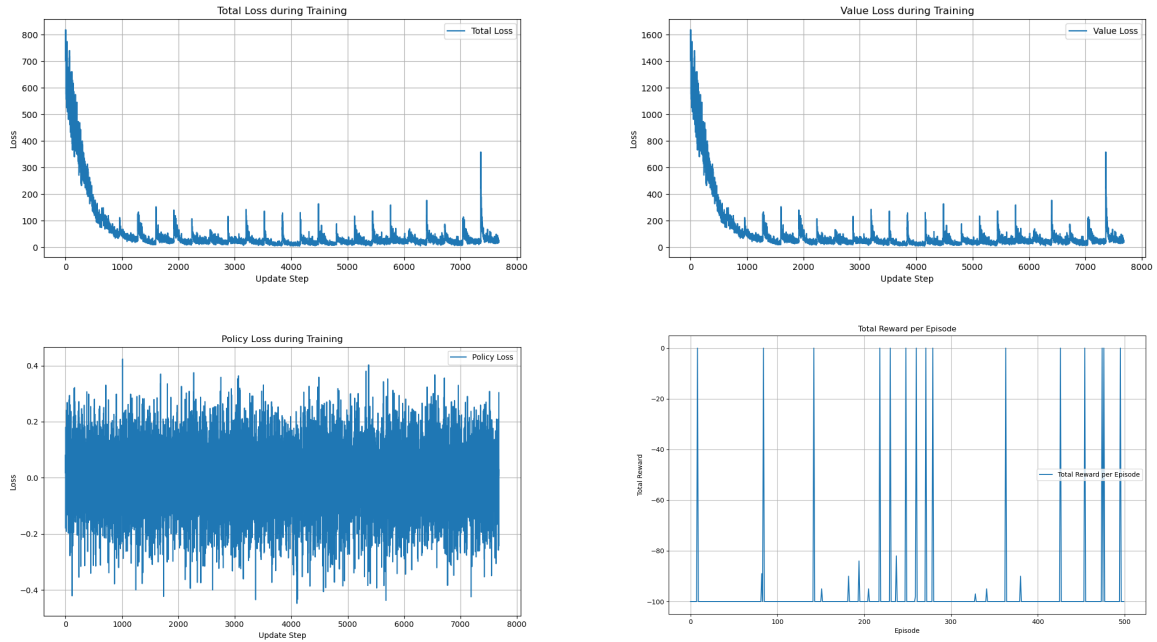 Total Loss during Training
Total Loss
Loss
800
700
600
500
400
300
200
100
0
0 1000 2000 3000 4000 5000 6000 7000 8000
Update Step
Value Loss during Training
Value Loss
Loss
1600
1400
1200
1000
800
600
400
200
0
0 1000 2000 3000 4000 5000 6000 7000 8000
Update Step
Policy Loss during Training
Policy Loss
Loss
0.4
0.2
0.0
−0.2
−0.4
0 1000 2000 3000 4000 5000 6000 7000 8000
Update Step
Total Reward per Episode
Total Reward per Episode
Total Reward
0
−20
−40
−60
−80
−100
0 100 200 300 400 500
Episode